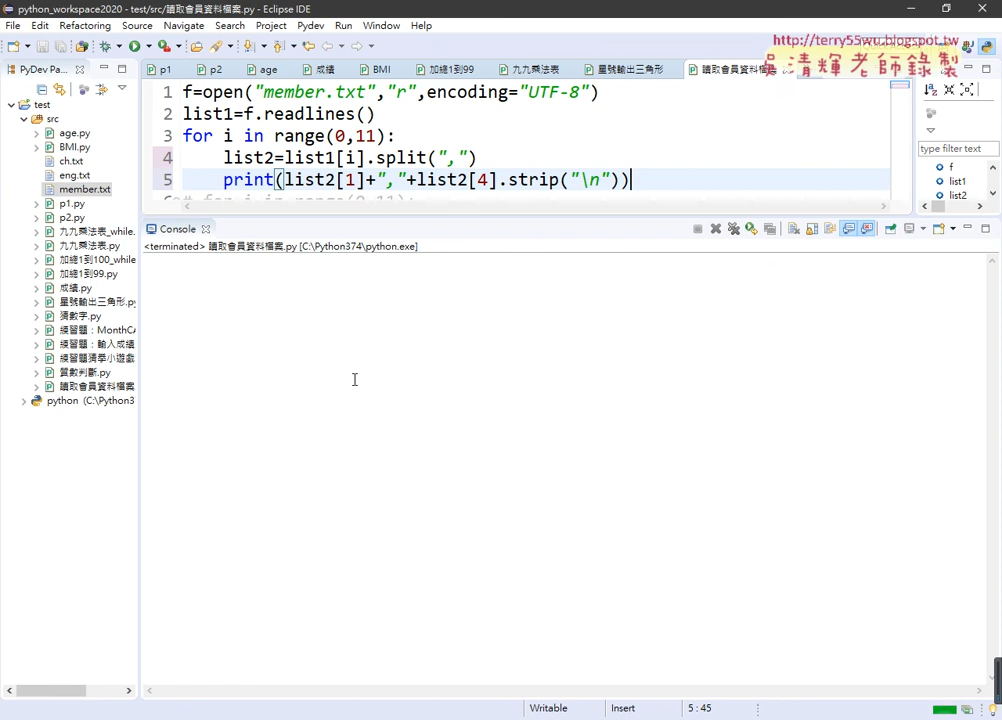 python_workspace2020 - test/src/讀取會員資料檔案.py - Eclipse IDE
File Edit Refactoring Source Navigate Search Project Pydev Run Window Help
http://terry55wu.blogspot.tw
吳清輝老師錄製
PyDev Pa...
p1 p2 age 成績 BMI 加總1到99 九九乘法表 星號輸出三角形 讀取會員資料檔案
test
src
age.py
BMI.py
ch.txt
eng.txt
member.txt
p1.py
p2.py
九九乘法表_while.
九九乘法表.py
加總1到100_while
加總1到99.py
成績.py
星號輸出三角形.py
猜數字.py
練習題：MonthCA
練習題：輸入成績
練習題猜學小遊戲
質數判斷.py
讀取會員資料檔案
python (C:\Python3
1 f=open("member.txt","r",encoding="UTF-8")
2 list1=f.readlines()
3 for i in range(0,11):
4 list2=list1[i].split(",")
5 print(list2[1]+","+list2[4].strip("\n"))
6 # for i in range(0,11):
type filter text
f
list1
list2
Console
<terminated> 讀取會員資料檔案.py [C:\Python374\python.exe]
Writable Insert 5 : 45